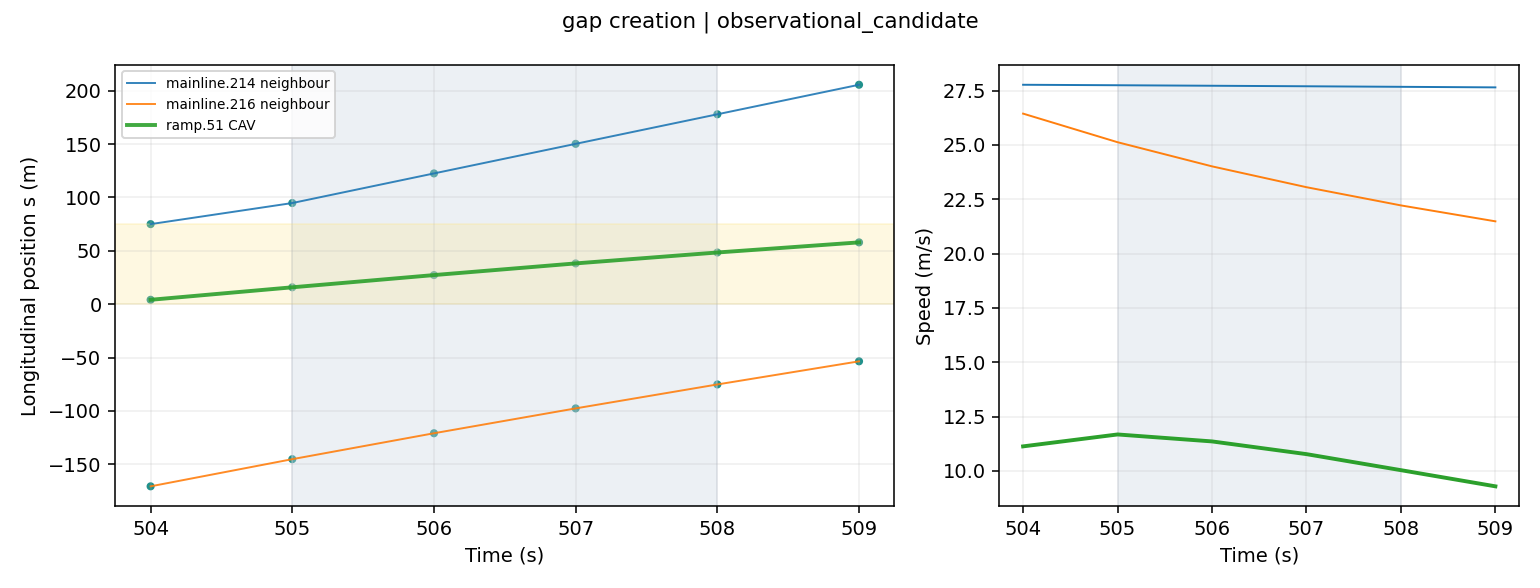 gap creation | observational_candidate
mainline.214 neighbour
mainline.216 neighbour
ramp.51 CAV
Longitudinal position s (m)
200
150
100
50
0
−50
−100
−150
504 505 506 507 508 509
Time (s)
Speed (m/s)
27.5
25.0
22.5
20.0
17.5
15.0
12.5
10.0
504 505 506 507 508 509
Time (s)